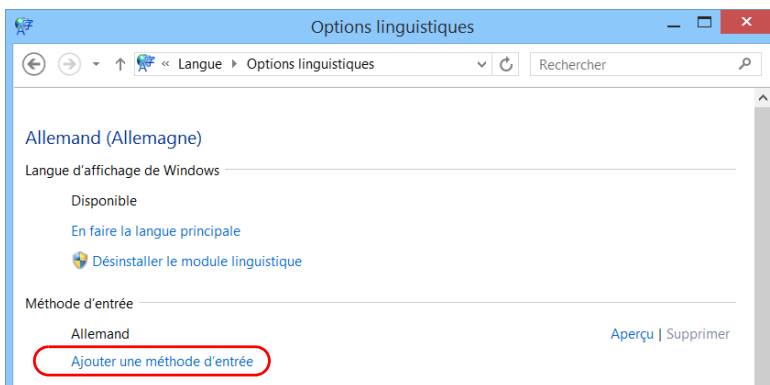 Options linguistiques
« Langue Options linguistiques
Rechercher
Allemand (Allemagne)
Langue d'affichage de Windows
Disponible
En faire la langue principale
Désinstaller le module linguistique
Méthode d'entrée
Allemand Aperçu | Supprimer
Ajouter une méthode d'entrée